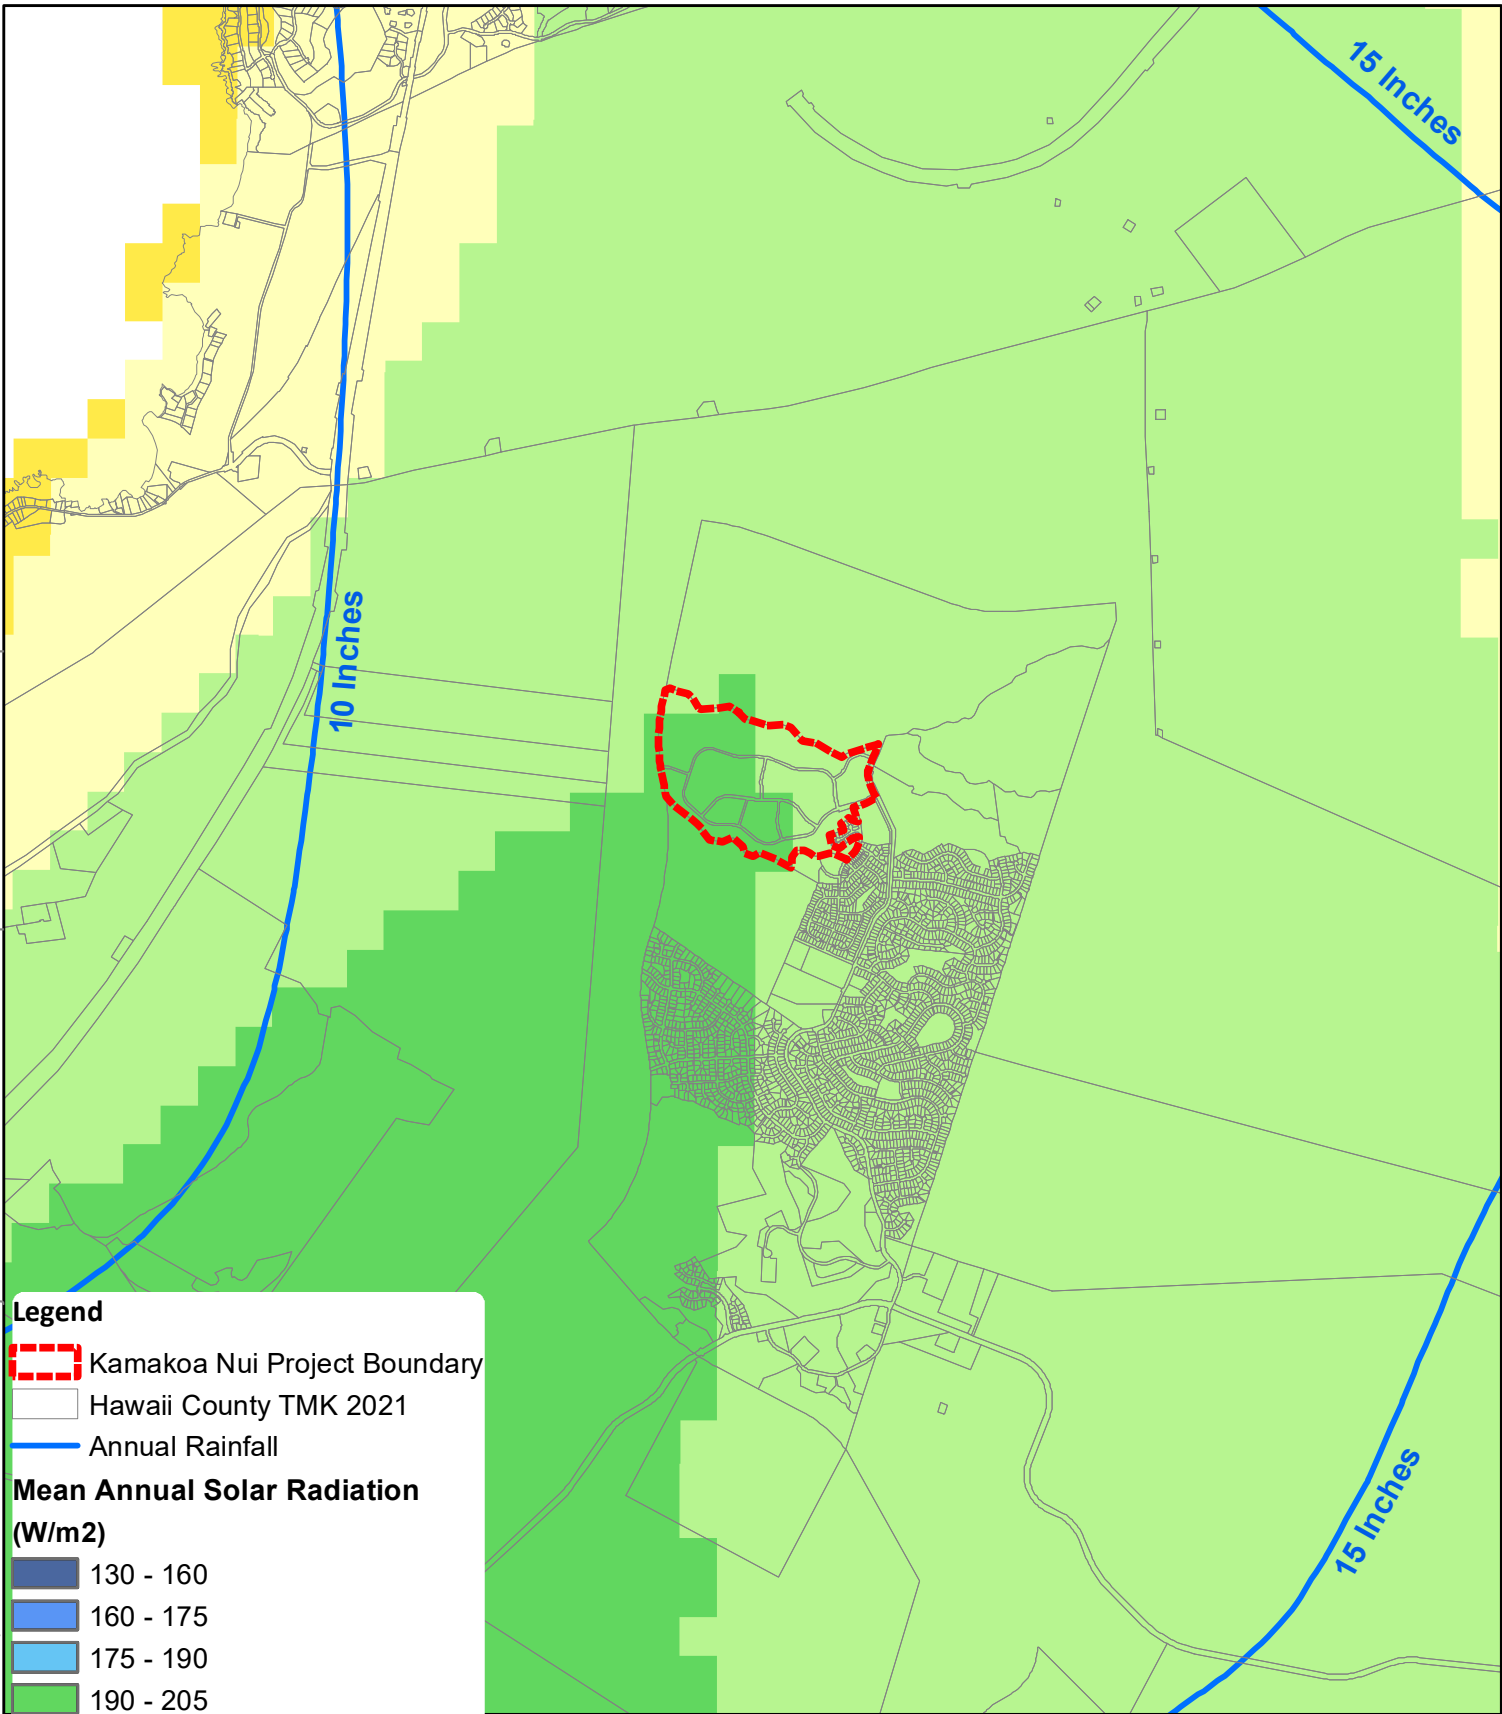 15 Inches
10 Inches
15 Inches
Legend
Kamakoa Nui Project Boundary
Hawaii County TMK 2021
Annual Rainfall
Mean Annual Solar Radiation
(W/m2)
130 - 160
160 - 175
175 - 190
190 - 205